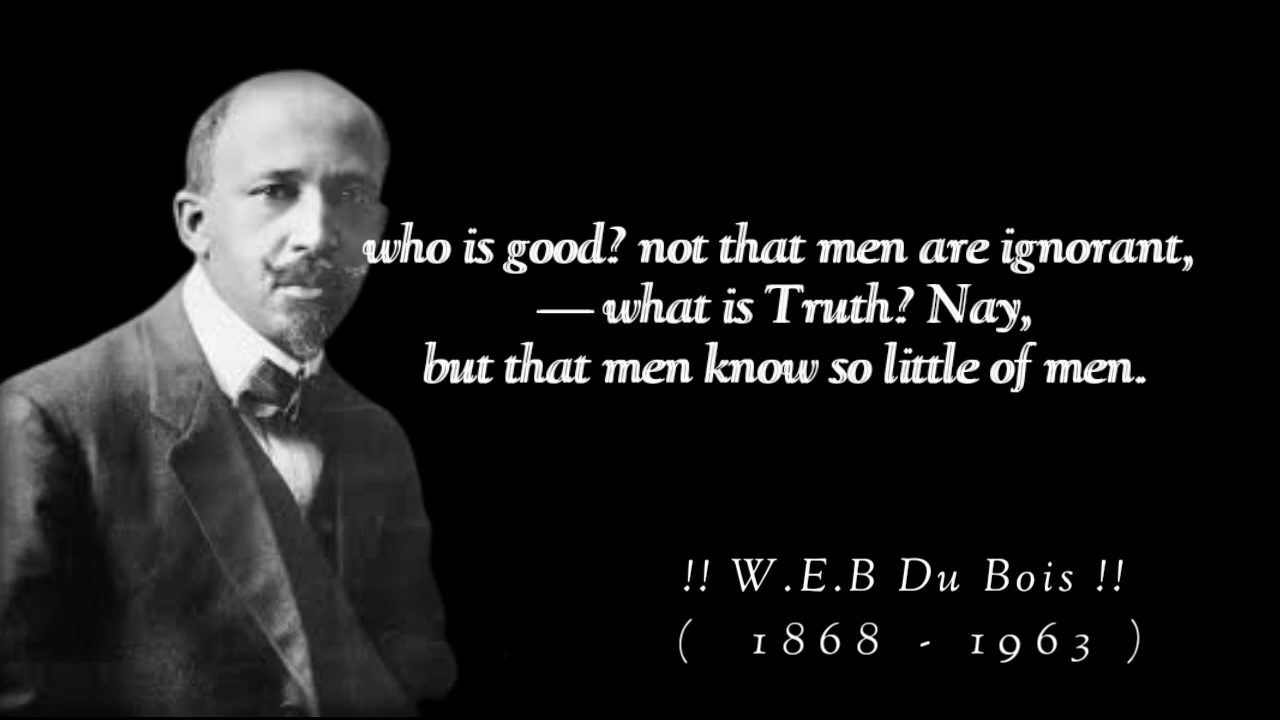 who is good? not that men are ignorant,
— what is Truth? Nay,
but that men know so little of men.
!! W.E.B Du Bois !!
( 1868 - 1963 )